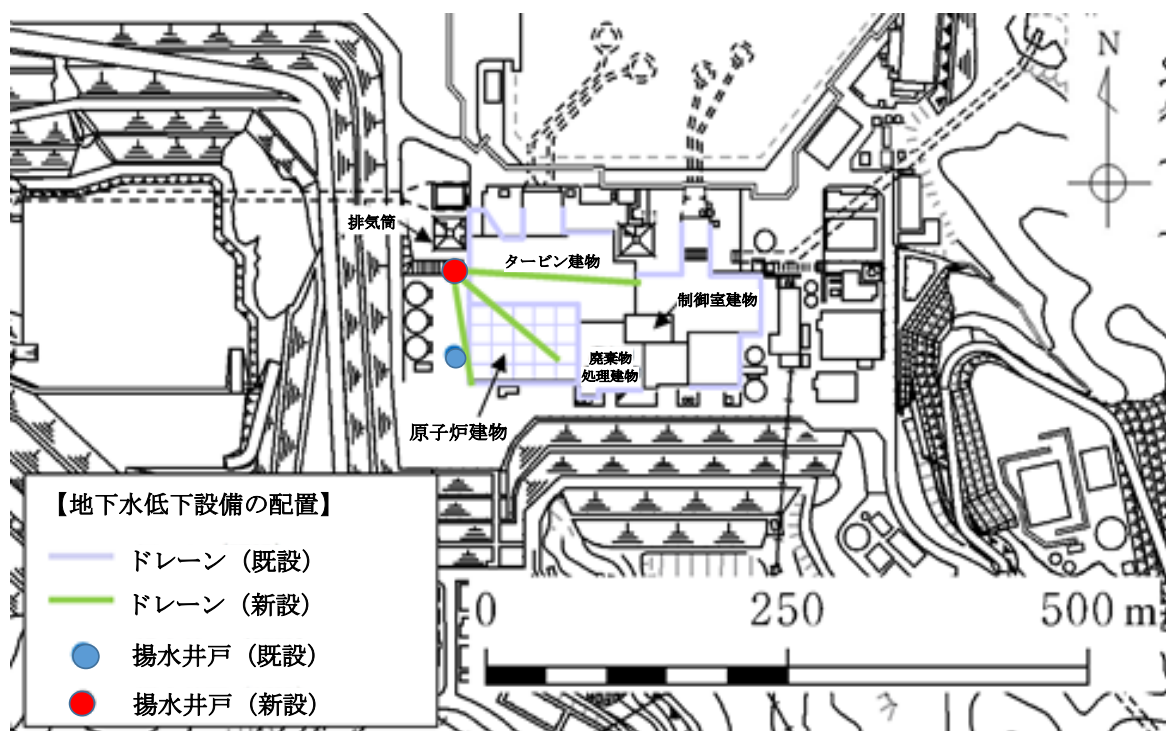 N
排気筒
タービン建物
制御室建物
廃棄物
処理建物
原子炉建物
【地下水低下設備の配置】
ドレーン（既設）
ドレーン（新設）
揚水井戸（既設）
揚水井戸（新設）
0 250 500 m